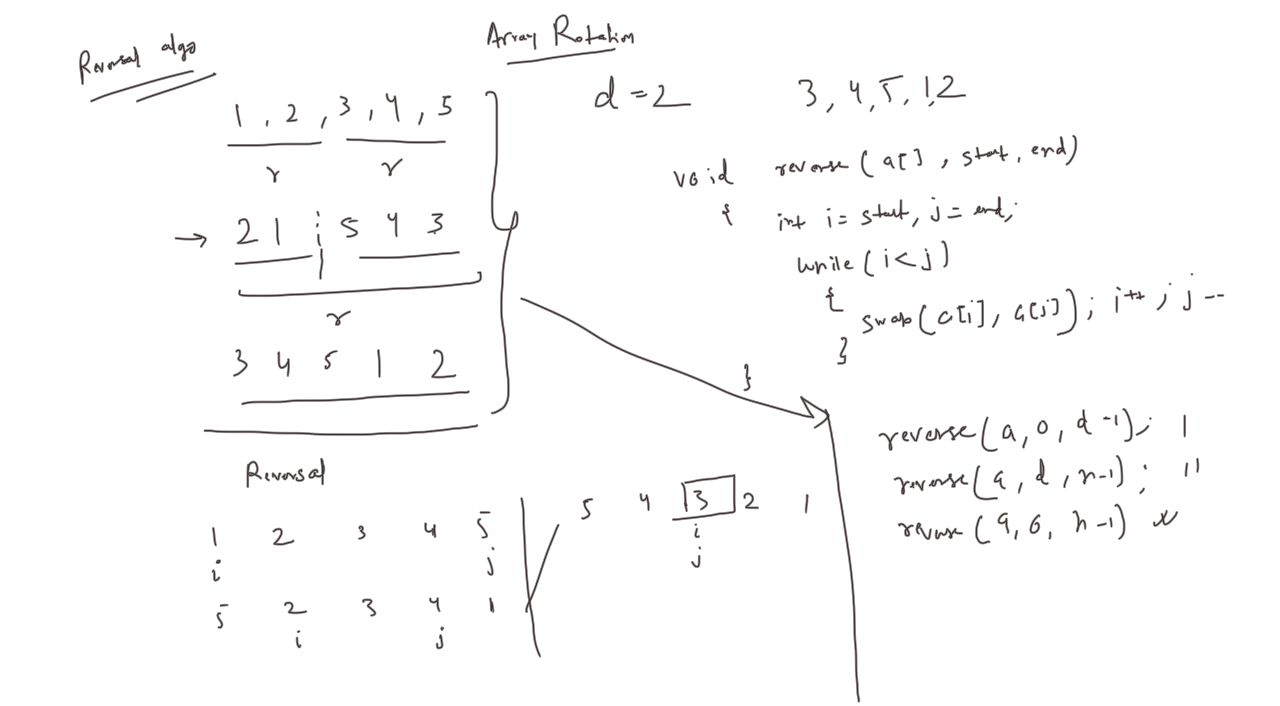 Array Rotation
Reversal algo
1 , 2 , 3 , 4 , 5
r r
d = 2
3, 4, 5, 1, 2
→ 2 1 5 4 3
r
3 4 5 1 2
void reverse ( a[] , start, end)
{ int i = start, j = end;
while ( i < j )
{
swap ( a[i], a[j] ) ; i++ ; j --
}
}
reverse ( a, 0, d -1) ;
reverse ( a , d , n-1) ;
reverse ( a, 0, n-1)
Reversal
1 2 3 4 5
i j
5 2 3 4 1
i j
5 4 3 2 1
i
j